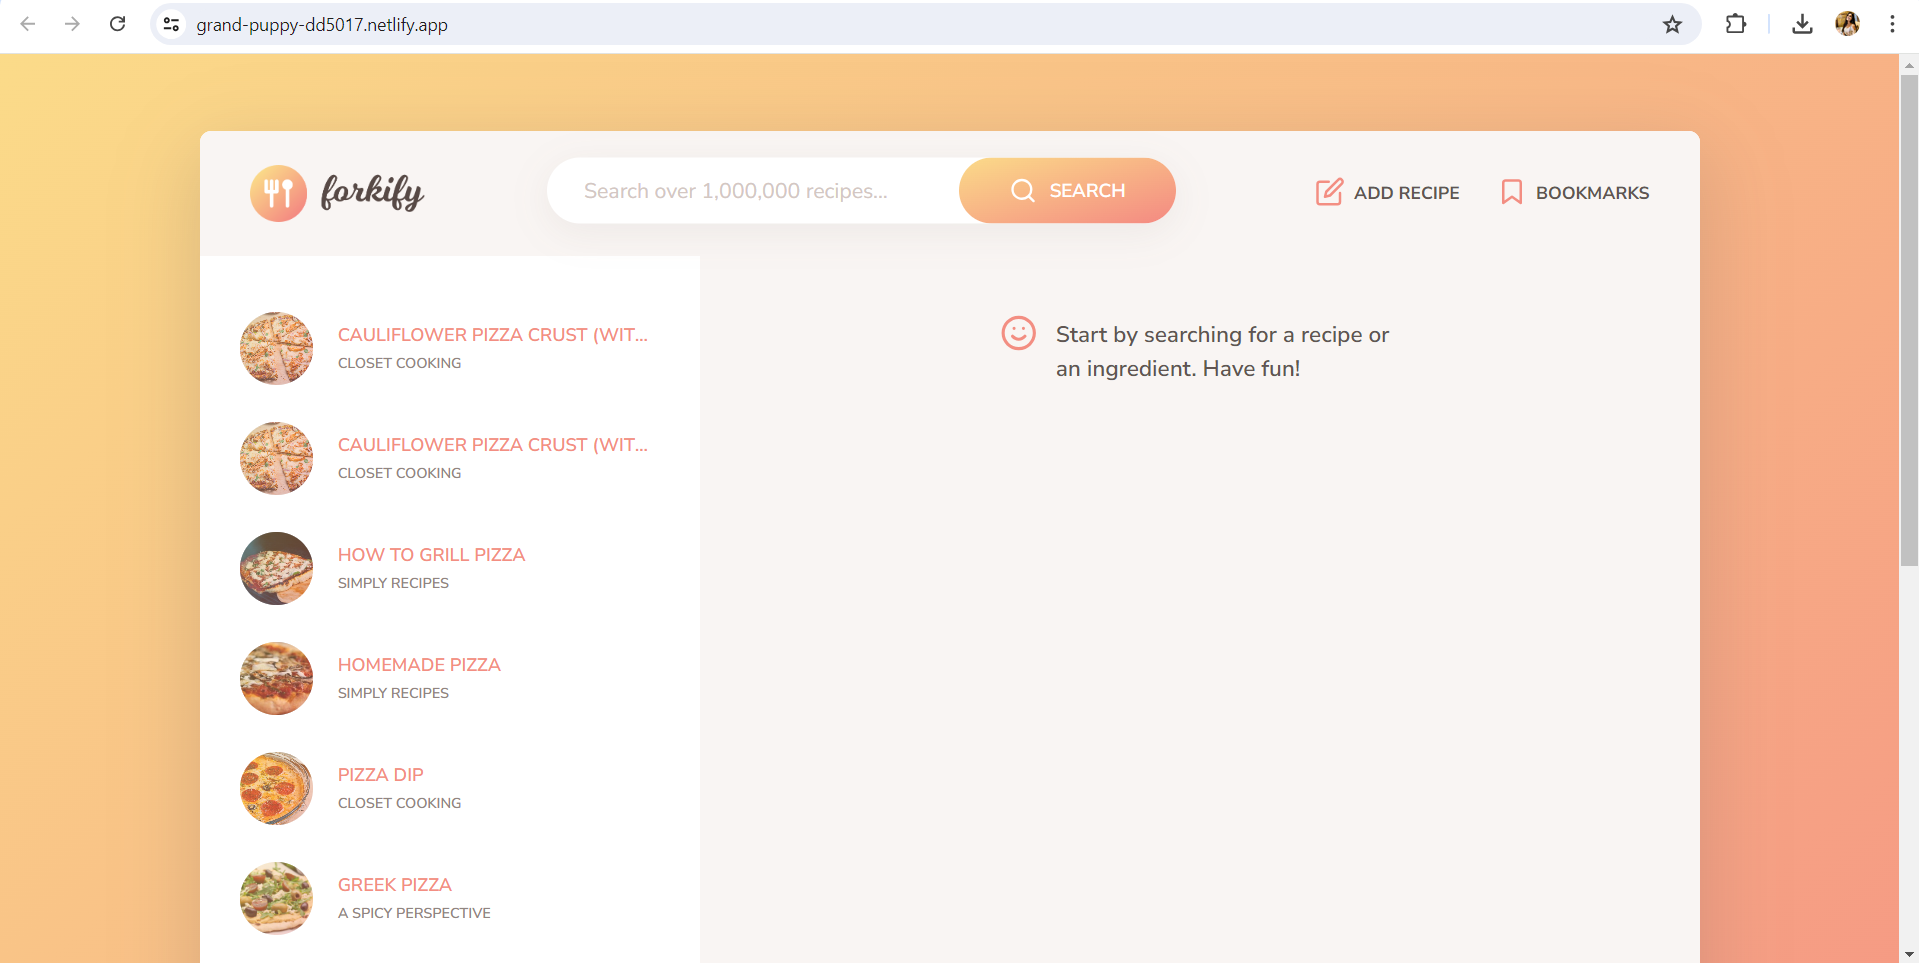 grand-puppy-dd5017.netlify.app
forkify
Search over 1,000,000 recipes...
SEARCH
ADD RECIPE
BOOKMARKS
CAULIFLOWER PIZZA CRUST (WIT...
CLOSET COOKING
CAULIFLOWER PIZZA CRUST (WIT...
CLOSET COOKING
HOW TO GRILL PIZZA
SIMPLY RECIPES
HOMEMADE PIZZA
SIMPLY RECIPES
PIZZA DIP
CLOSET COOKING
GREEK PIZZA
A SPICY PERSPECTIVE
Start by searching for a recipe or
an ingredient. Have fun!